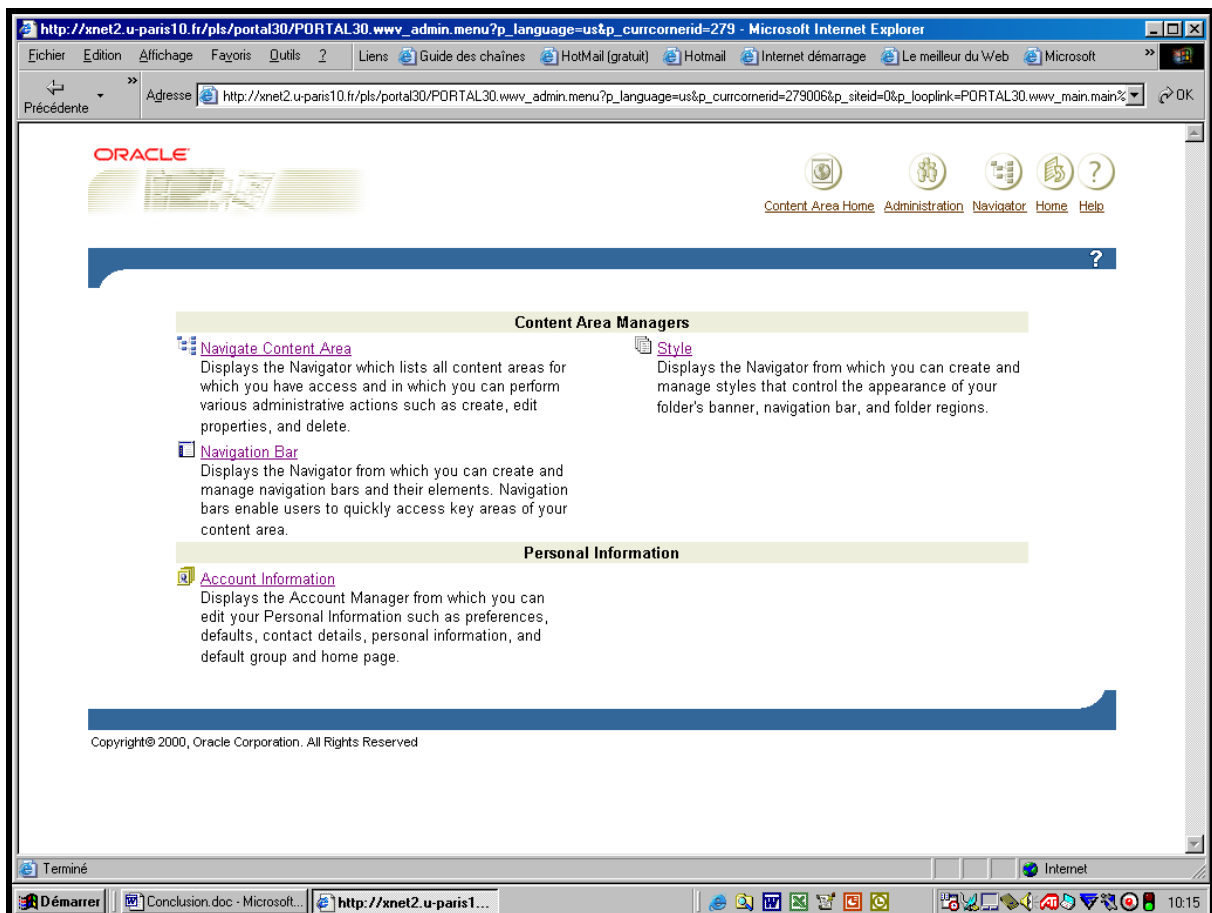 http://xnet2.u-paris10.fr/pls/portal30/PORTAL30.wwv_admin.menu?p_language=us&p_currcornerid=279 - Microsoft Internet Explorer
Fichier Edition Affichage Favoris Outils ? Liens Guide des chaînes HotMail (gratuit) Hotmail Internet démarrage Le meilleur du Web Microsoft »
Précédente » Adresse http://xnet2.u-paris10.fr/pls/portal30/PORTAL30.wwv_admin.menu?p_language=us&p_currcornerid=279006&p_siteid=0&p_looplink=PORTAL30.wwv_main.main% OK
ORACLE
Content Area Home Administration Navigator Home Help
?
Content Area Managers
Navigate Content Area
Displays the Navigator which lists all content areas for
which you have access and in which you can perform
various administrative actions such as create, edit
properties, and delete.
Style
Displays the Navigator from which you can create and
manage styles that control the appearance of your
folder's banner, navigation bar, and folder regions.
Navigation Bar
Displays the Navigator from which you can create and
manage navigation bars and their elements. Navigation
bars enable users to quickly access key areas of your
content area.
Personal Information
Account Information
Displays the Account Manager from which you can
edit your Personal Information such as preferences,
defaults, contact details, personal information, and
default group and home page.
Copyright© 2000, Oracle Corporation. All Rights Reserved
Terminé Internet
Démarrer Conclusion.doc - Microsoft... http://xnet2.u-paris1... 10:15